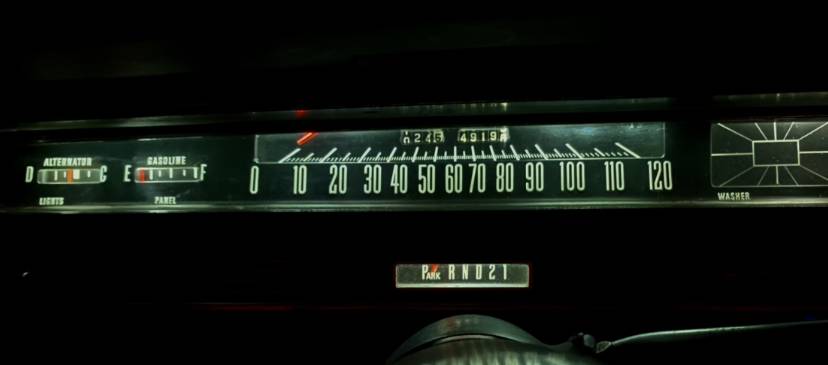 ALTERNATOR
D C
LIGHTS
GASOLINE
E F
PANEL
0 10 20 30 40 50 60 70 80 90 100 110 120
WASHER
PARK R N D 2 1